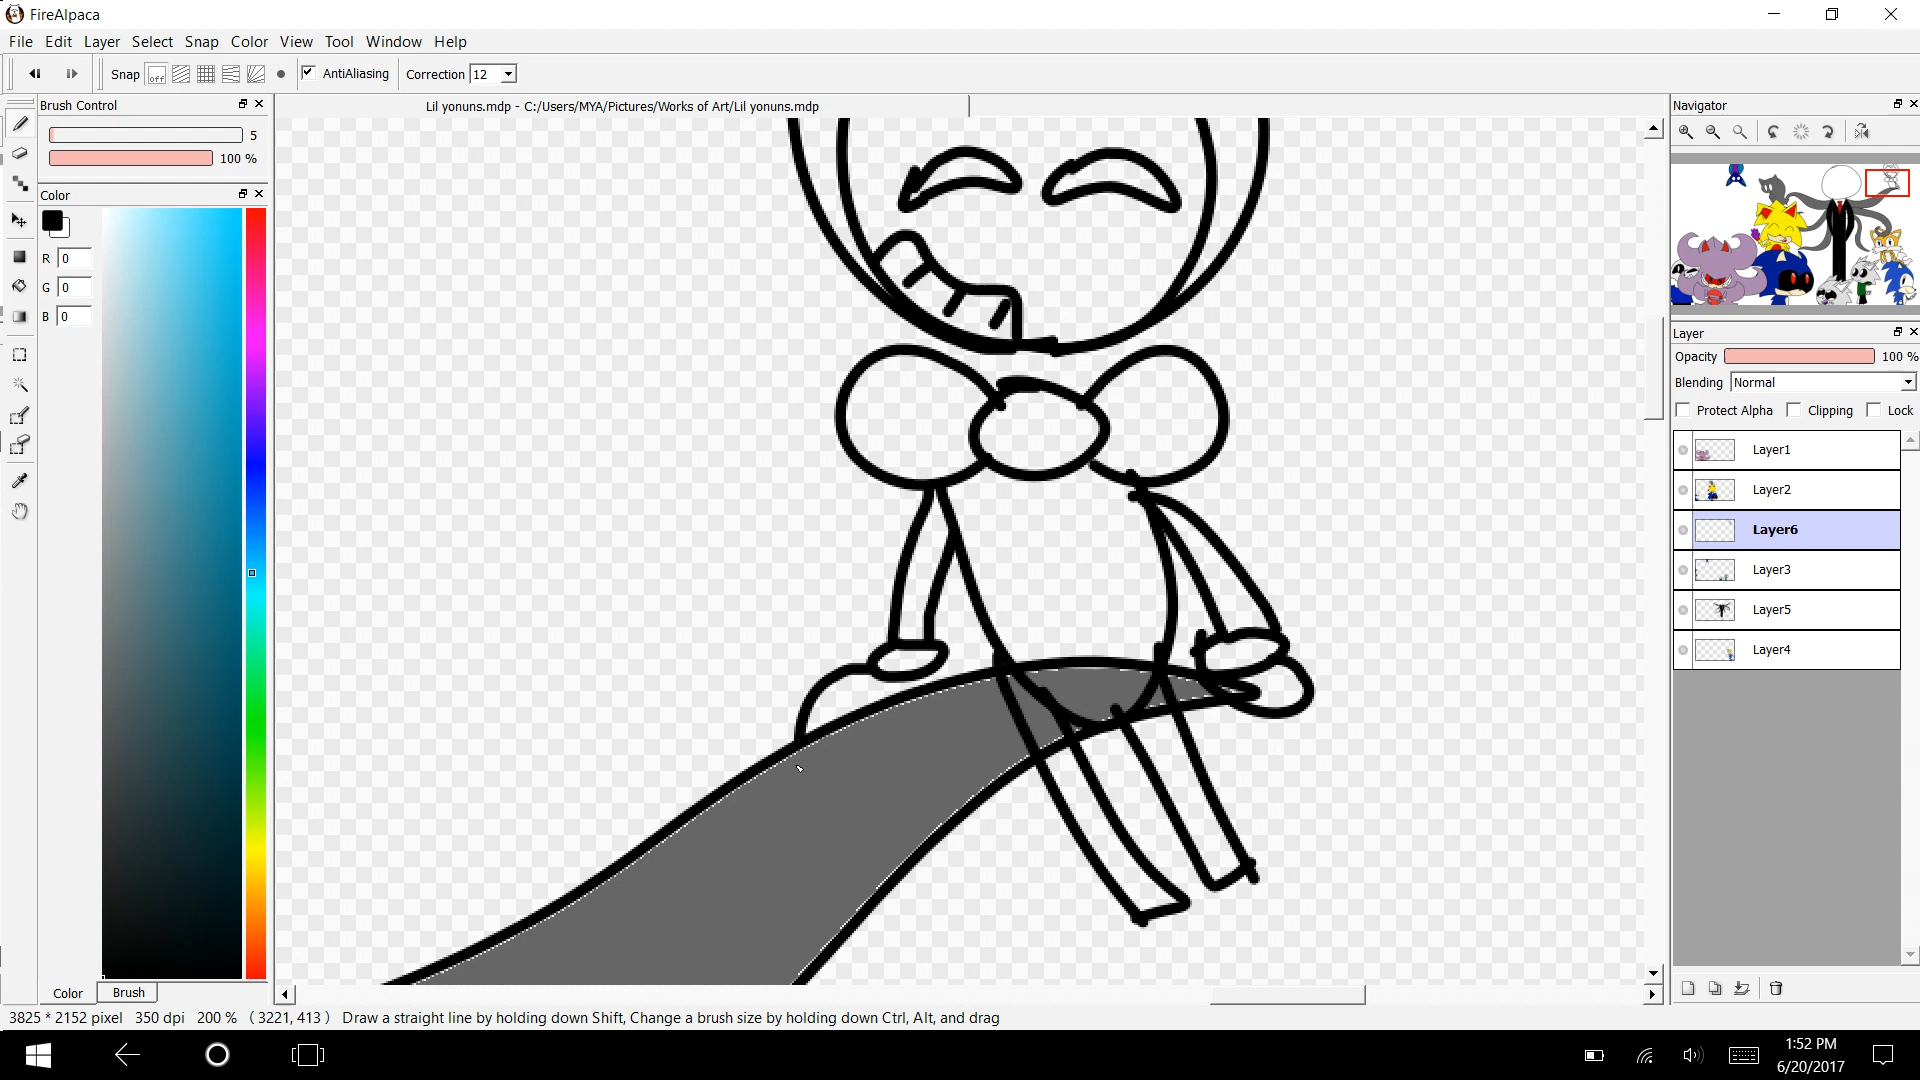 FireAlpaca
File Edit Layer Select Snap Color View Tool Window Help
Snap off AntiAliasing Correction 12
Brush Control
Lil yonuns.mdp - C:/Users/MYA/Pictures/Works of Art/Lil yonuns.mdp
Navigator
5
100 %
Color
R 0
G 0
B 0
Layer
Opacity 100 %
Blending Normal
Protect Alpha Clipping Lock
Layer1
Layer2
Layer6
Layer3
Layer5
Layer4
Color Brush
3825 * 2152 pixel 350 dpi 200 % ( 3221, 413 ) Draw a straight line by holding down Shift, Change a brush size by holding down Ctrl, Alt, and drag
1:52 PM
6/20/2017